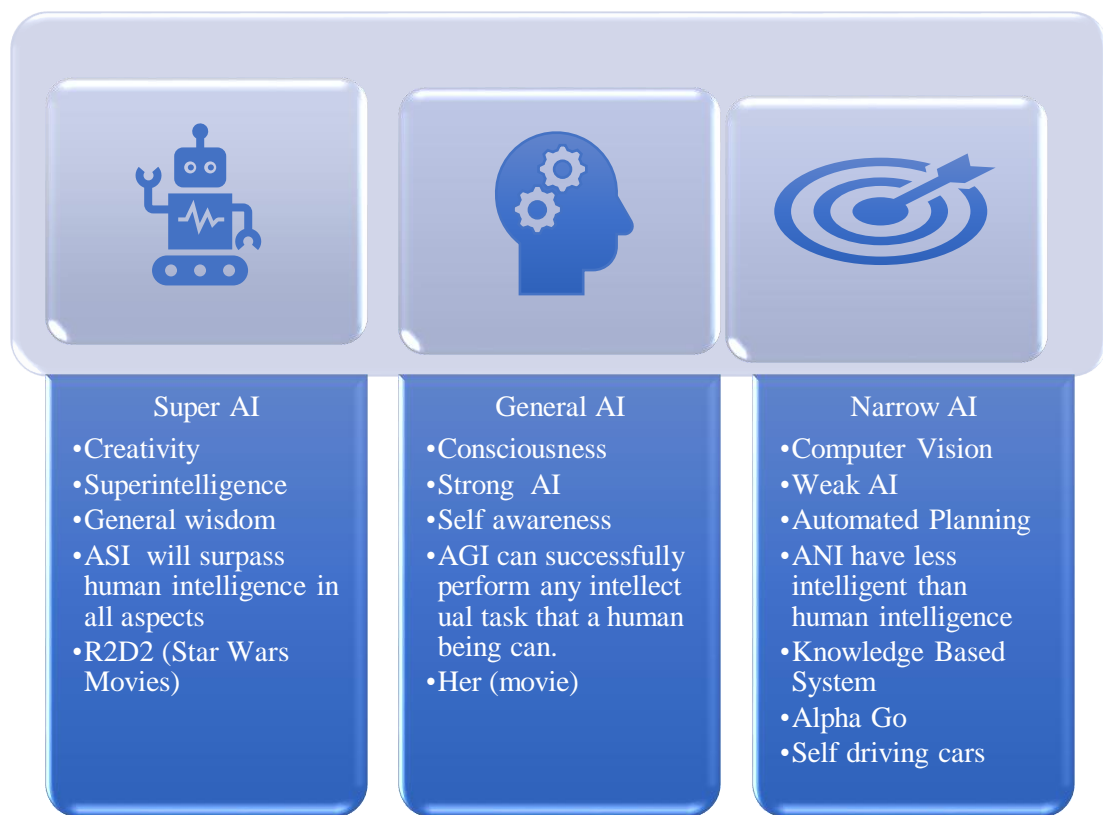 Super AI
•Creativity
•Superintelligence
•General wisdom
•ASI will surpass
human intelligence in
all aspects
•R2D2 (Star Wars
Movies)
General AI
•Consciousness
•Strong AI
•Self awareness
•AGI can successfully
perform any intellect
ual task that a human
being can.
•Her (movie)
Narrow AI
•Computer Vision
•Weak AI
•Automated Planning
•ANI have less
intelligent than
human intelligence
•Knowledge Based
System
•Alpha Go
•Self driving cars